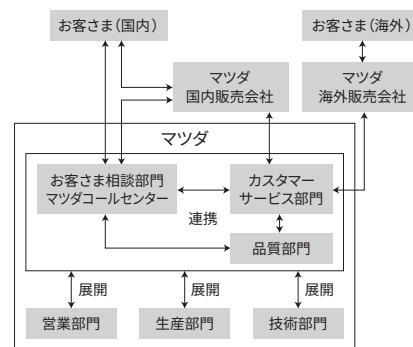 お客さま（国内）
お客さま（海外）
マツダ
国内販売会社
マツダ
海外販売会社
マツダ
お客さま相談部門
マツダコールセンター
カスタマー
サービス部門
連携
品質部門
展開
展開
展開
営業部門
生産部門
技術部門